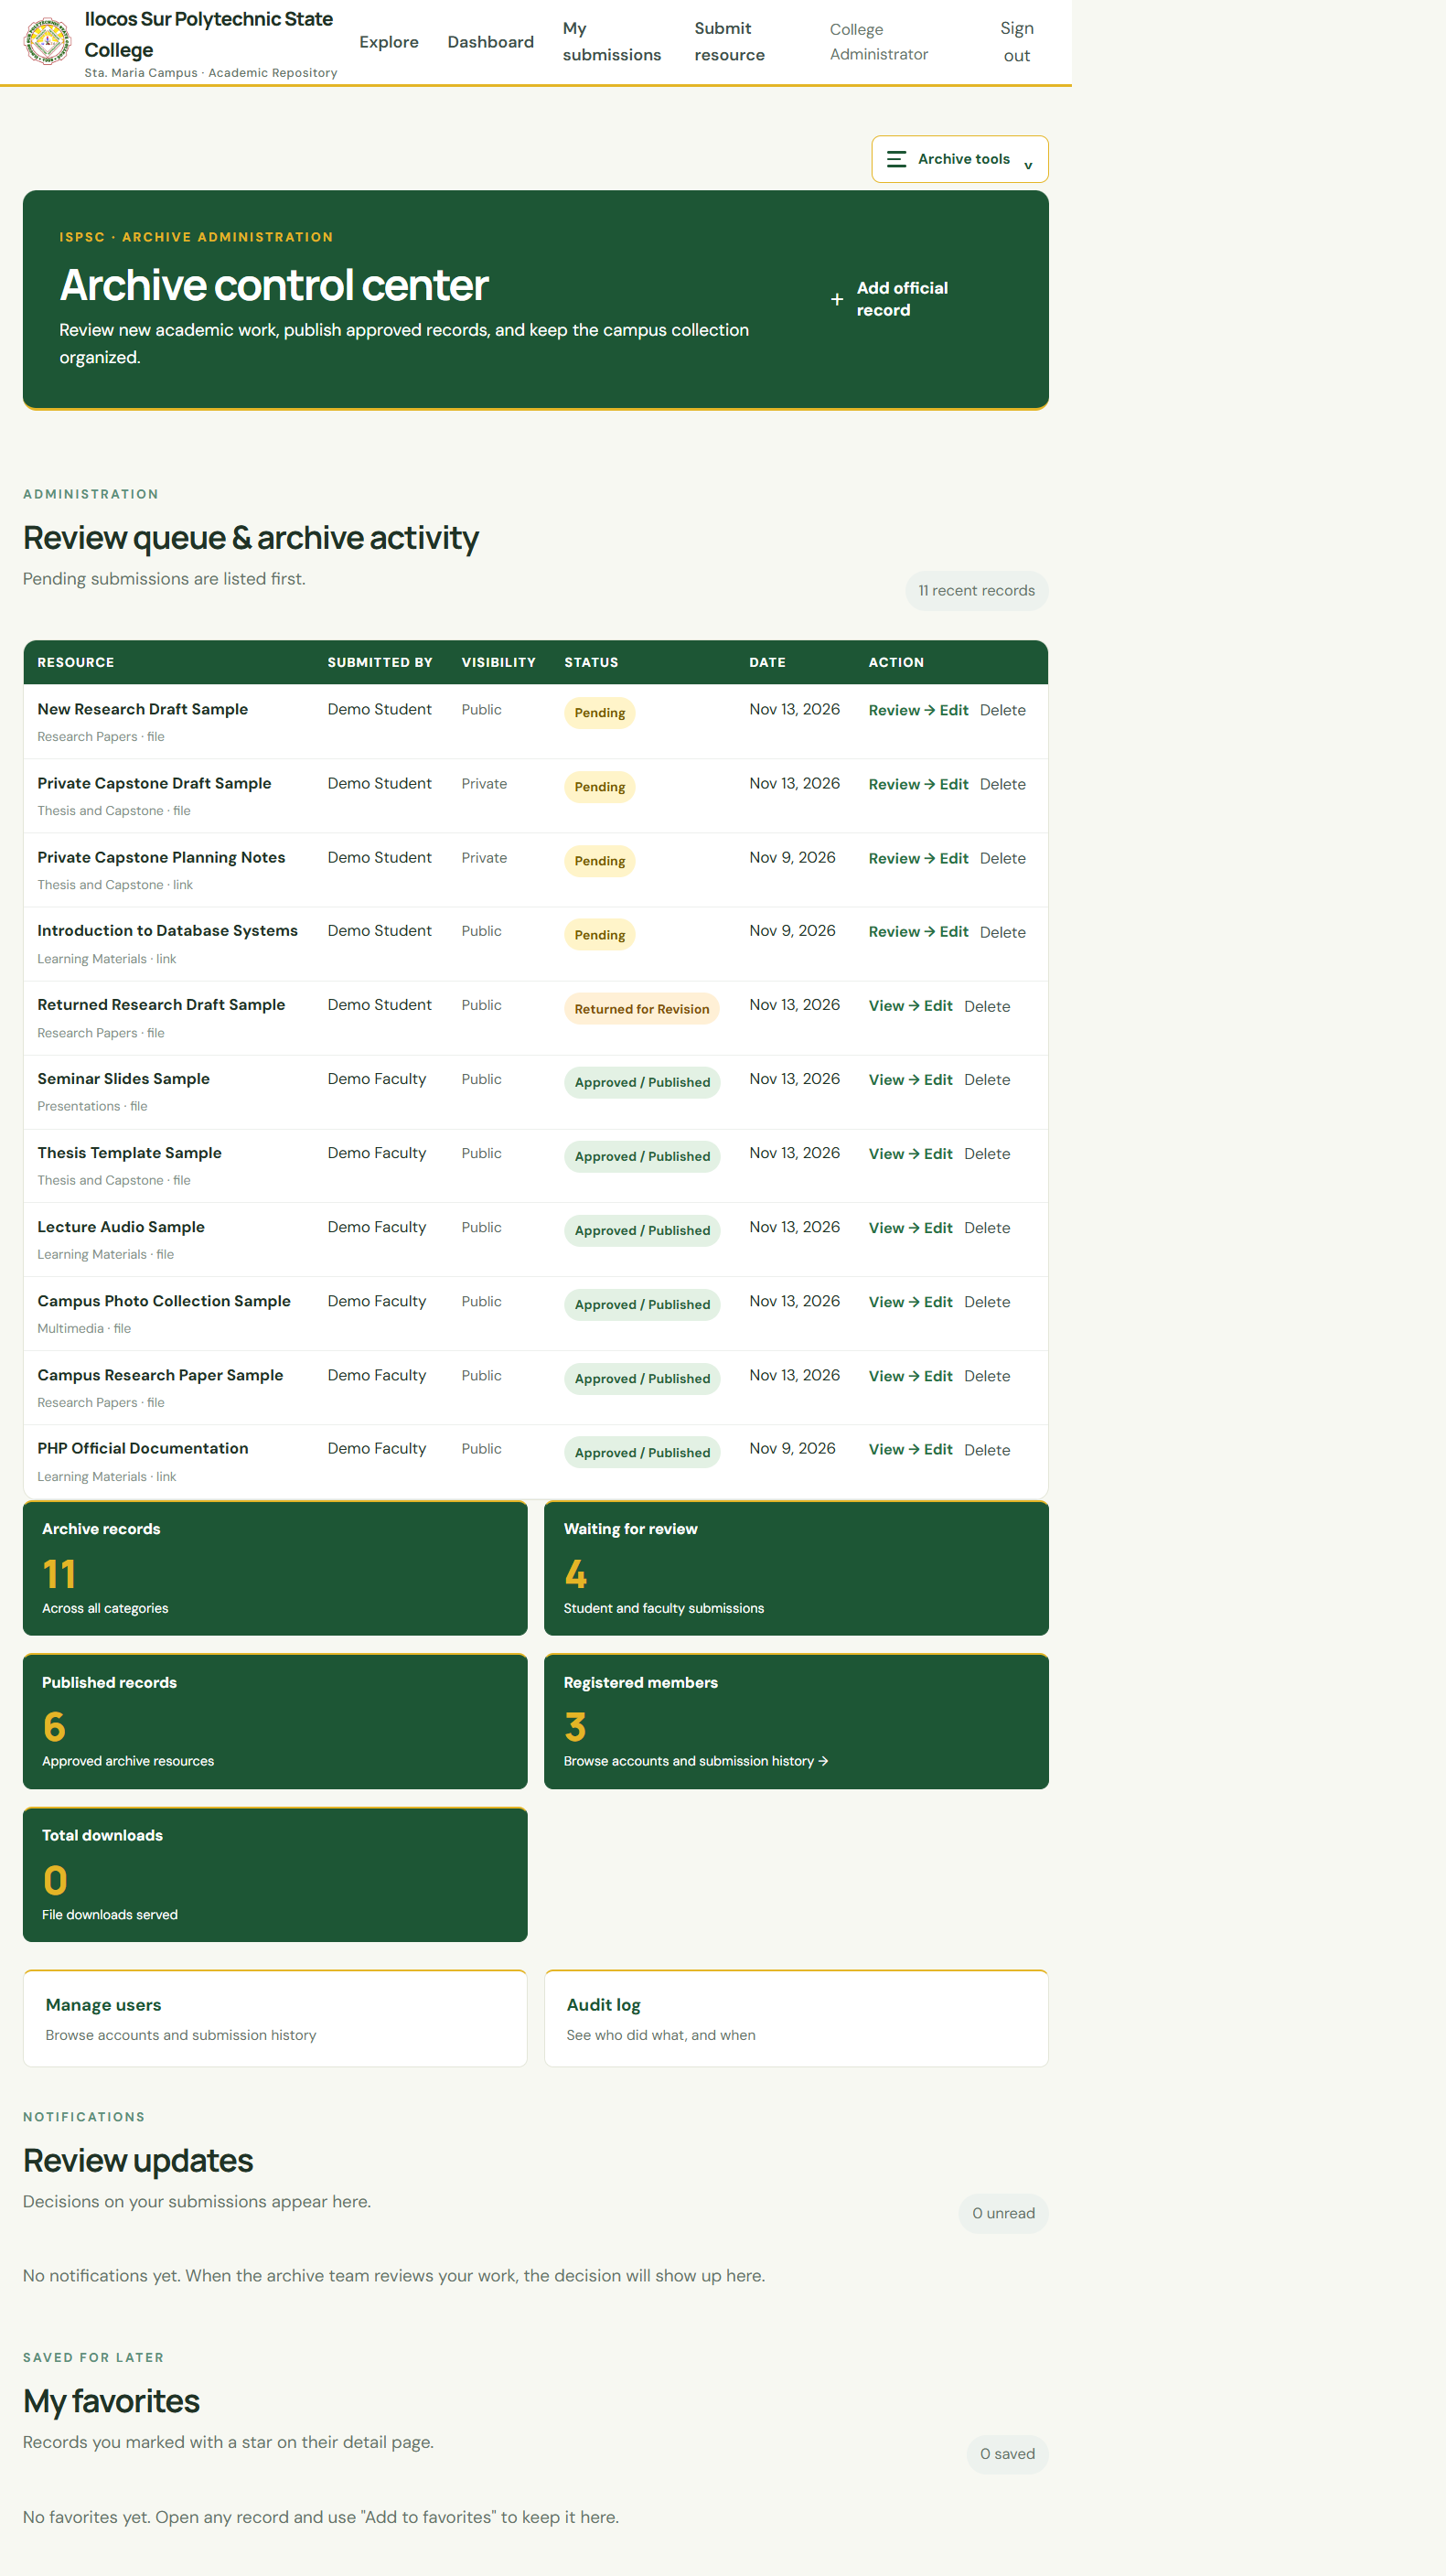 Ilocos Sur Polytechnic State
College
Sta. Maria Campus · Academic Repository
Explore
Dashboard
My
submissions
Submit
resource
College
Administrator
Sign
out
Archive tools v
ISPSC · ARCHIVE ADMINISTRATION
Archive control center
Review new academic work, publish approved records, and keep the campus collection
organized.
+ Add official
record
ADMINISTRATION
Review queue & archive activity
Pending submissions are listed first.
11 recent records
RESOURCE SUBMITTED BY VISIBILITY STATUS DATE ACTION
New Research Draft Sample Demo Student Public Pending Nov 13, 2026 Review → Edit Delete
Research Papers · file
Private Capstone Draft Sample Demo Student Private Pending Nov 13, 2026 Review → Edit Delete
Thesis and Capstone · file
Private Capstone Planning Notes Demo Student Private Pending Nov 9, 2026 Review → Edit Delete
Thesis and Capstone · link
Introduction to Database Systems Demo Student Public Pending Nov 9, 2026 Review → Edit Delete
Learning Materials · link
Returned Research Draft Sample Demo Student Public Returned for Revision Nov 13, 2026 View → Edit Delete
Research Papers · file
Seminar Slides Sample Demo Faculty Public Approved / Published Nov 13, 2026 View → Edit Delete
Presentations · file
Thesis Template Sample Demo Faculty Public Approved / Published Nov 13, 2026 View → Edit Delete
Thesis and Capstone · file
Lecture Audio Sample Demo Faculty Public Approved / Published Nov 13, 2026 View → Edit Delete
Learning Materials · file
Campus Photo Collection Sample Demo Faculty Public Approved / Published Nov 13, 2026 View → Edit Delete
Multimedia · file
Campus Research Paper Sample Demo Faculty Public Approved / Published Nov 13, 2026 View → Edit Delete
Research Papers · file
PHP Official Documentation Demo Faculty Public Approved / Published Nov 9, 2026 View → Edit Delete
Learning Materials · link
Archive records
11
Across all categories
Waiting for review
4
Student and faculty submissions
Published records
6
Approved archive resources
Registered members
3
Browse accounts and submission history →
Total downloads
0
File downloads served
Manage users
Browse accounts and submission history
Audit log
See who did what, and when
NOTIFICATIONS
Review updates
Decisions on your submissions appear here.
0 unread
No notifications yet. When the archive team reviews your work, the decision will show up here.
SAVED FOR LATER
My favorites
Records you marked with a star on their detail page.
0 saved
No favorites yet. Open any record and use "Add to favorites" to keep it here.